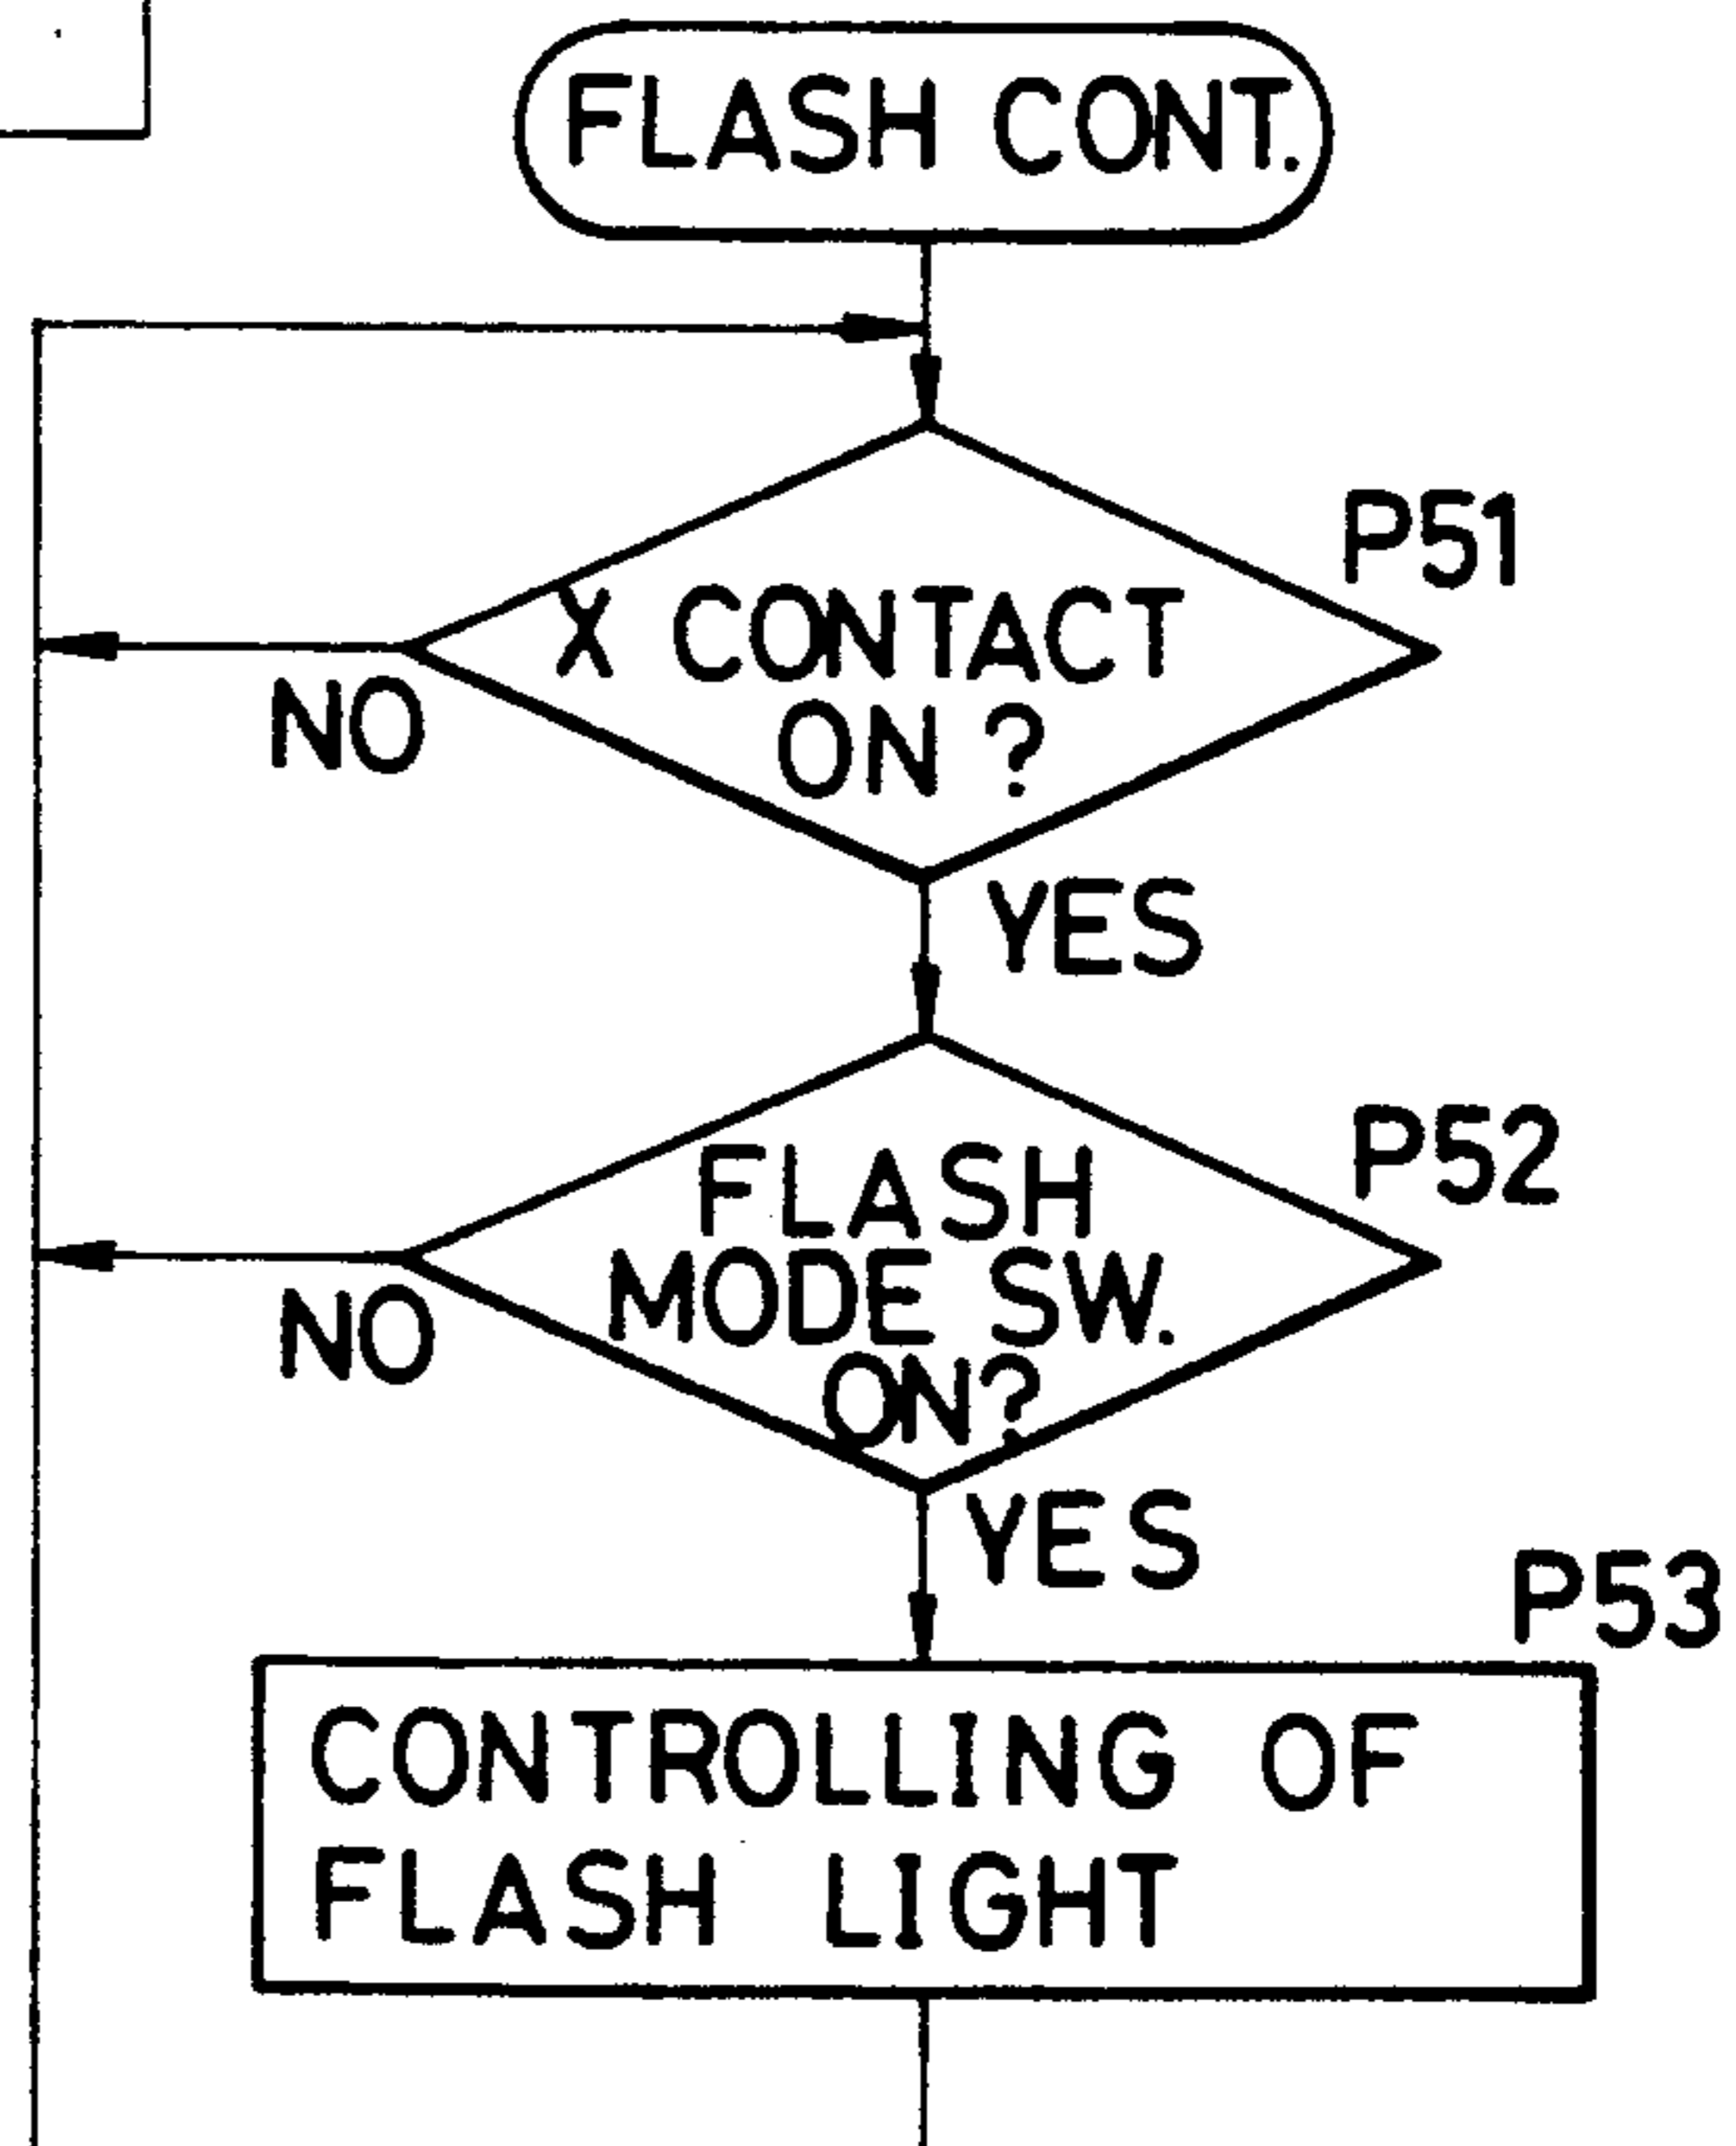 FLASH CONT.
P51
X CONTACT
ON ?
NO
YES
P52
FLASH
MODE SW.
ON?
NO
YES
P53
CONTROLLING OF
FLASH LIGHT